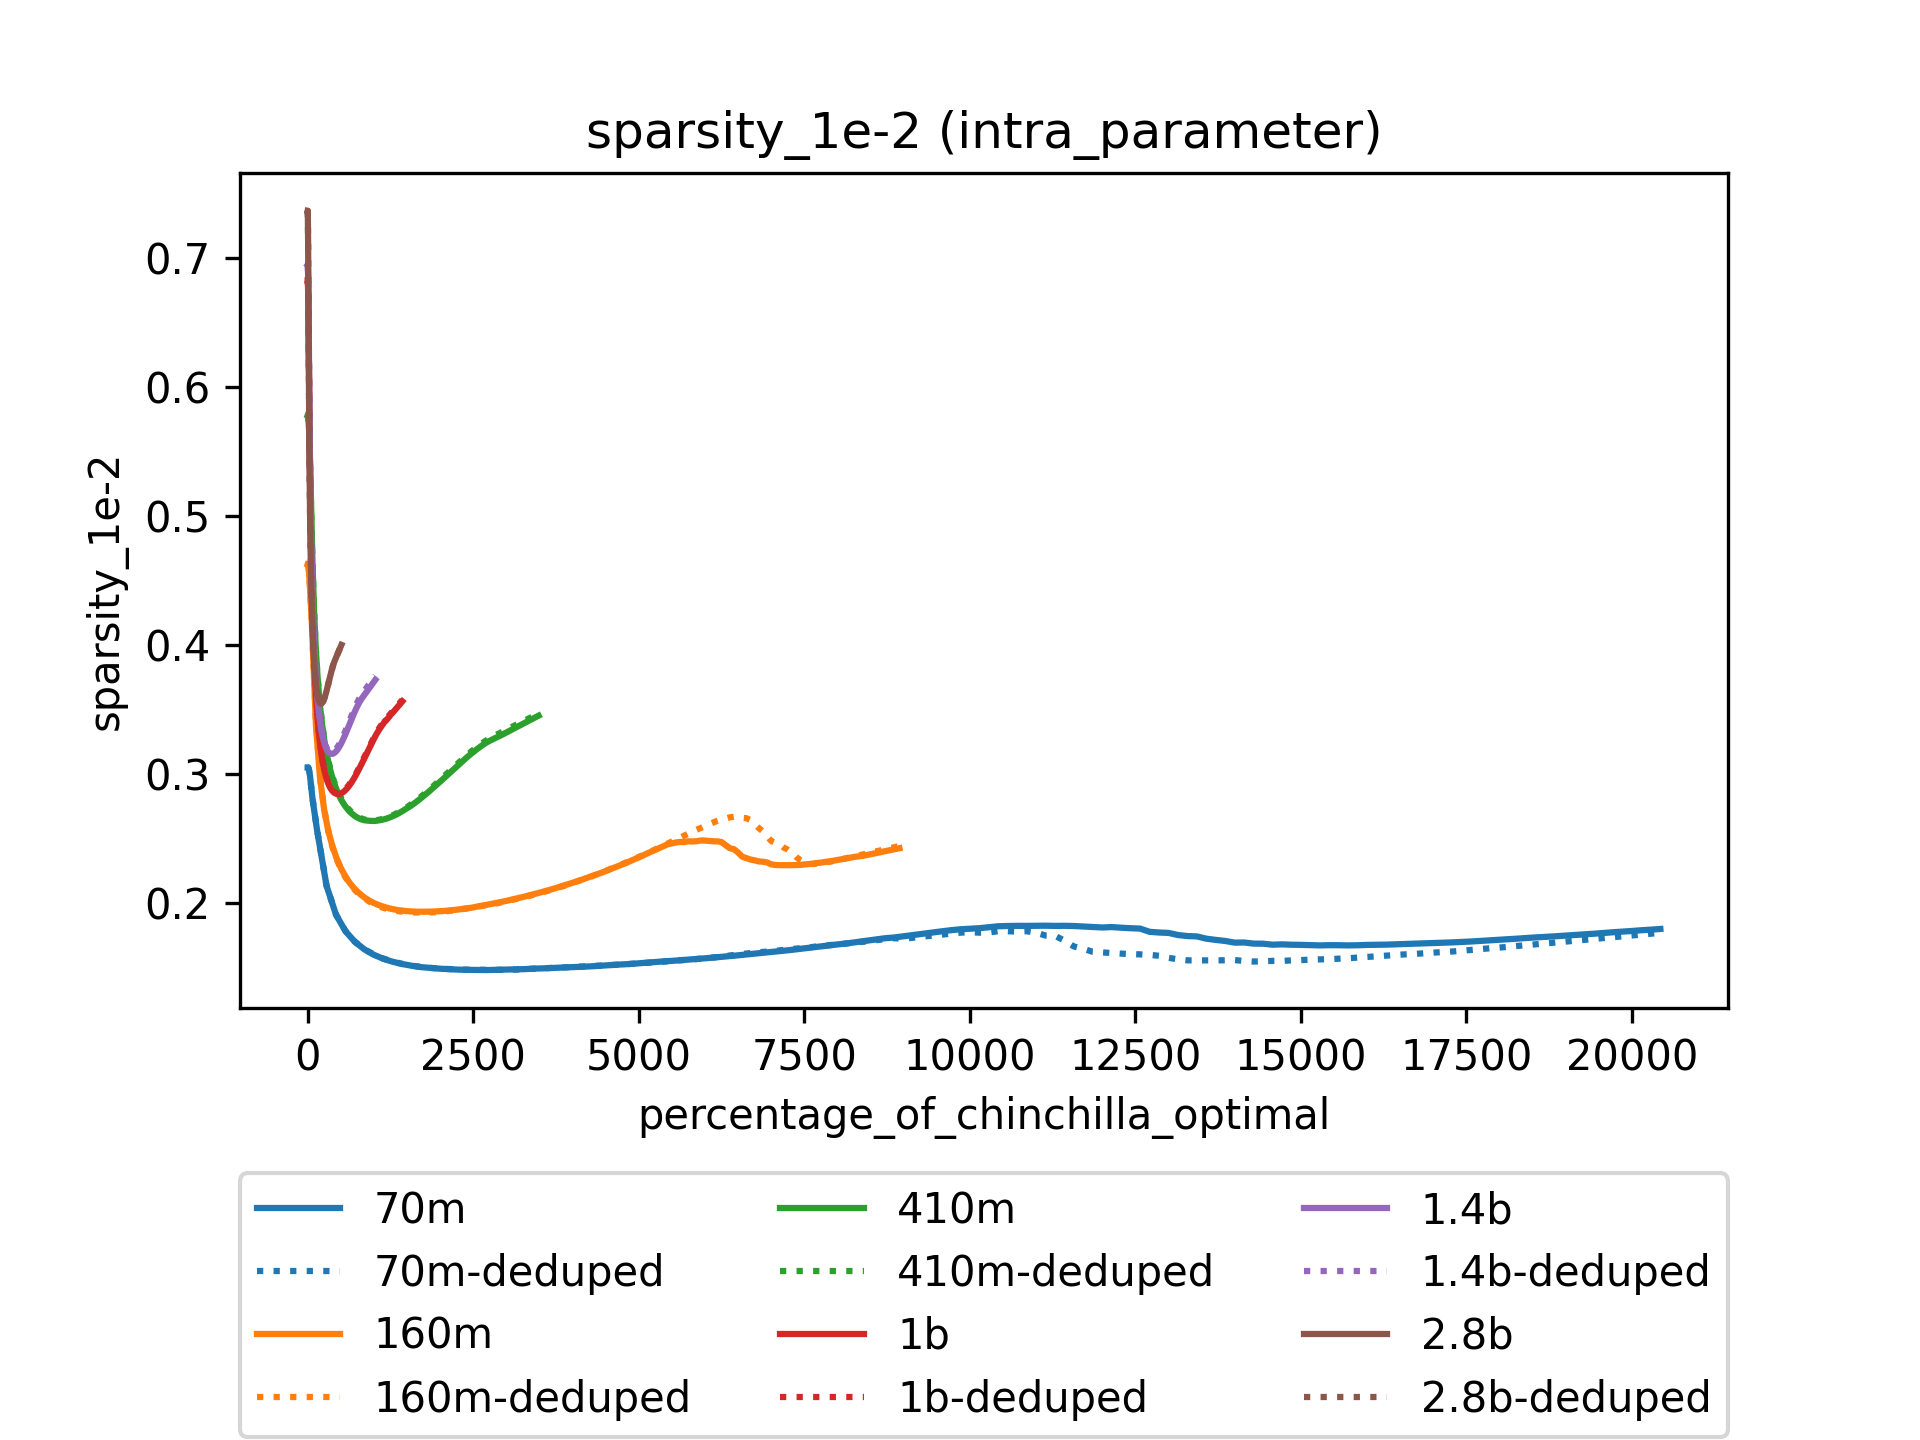 sparsity_1e-2 (intra_parameter)
0.7
0.6
0.5
0.4
0.3
0.2
sparsity_1e-2
0 2500 5000 7500 10000 12500 15000 17500 20000
percentage_of_chinchilla_optimal
70m 410m 1.4b
70m-deduped 410m-deduped 1.4b-deduped
160m 1b 2.8b
160m-deduped 1b-deduped 2.8b-deduped